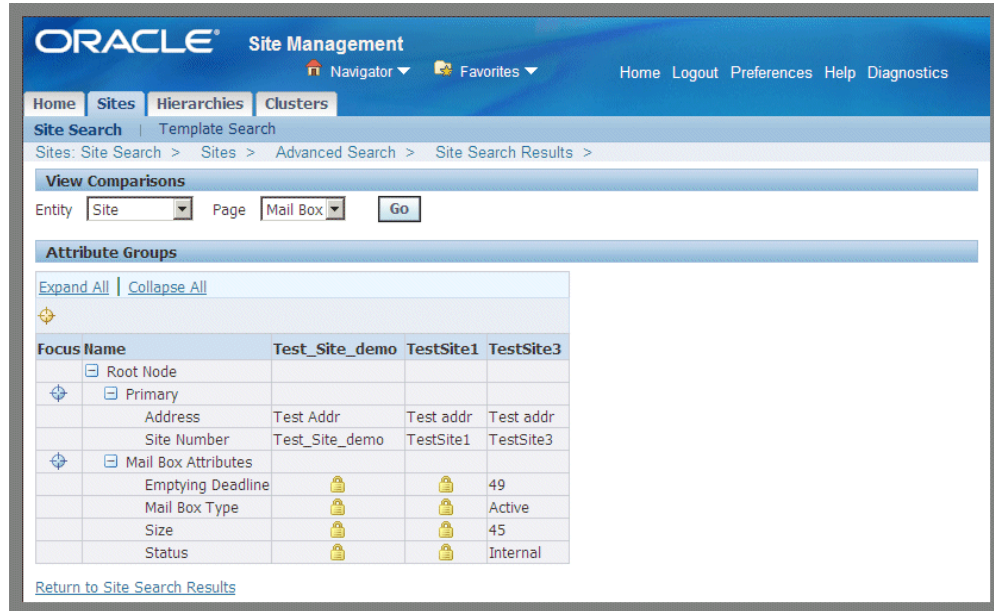 ORACLE® Site Management
Navigator Favorites Home Logout Preferences Help Diagnostics
Home Sites Hierarchies Clusters
Site Search | Template Search
Sites: Site Search > Sites > Advanced Search > Site Search Results >
View Comparisons
Entity Site Page Mail Box Go
Attribute Groups
Expand All | Collapse All
Focus Name Test_Site_demo TestSite1 TestSite3
Root Node
Primary
Address Test Addr Test addr Test addr
Site Number Test_Site_demo TestSite1 TestSite3
Mail Box Attributes
Emptying Deadline 49
Mail Box Type Active
Size 45
Status Internal
Return to Site Search Results